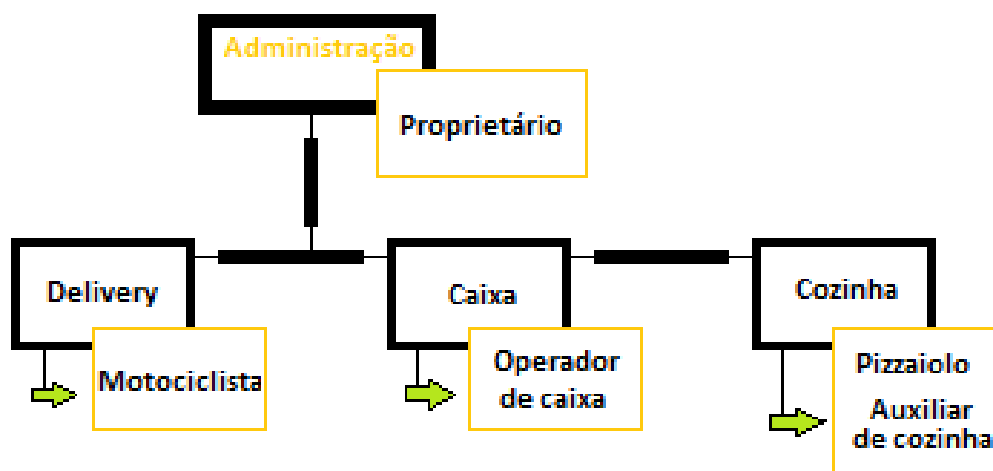 Administração
Proprietário
Delivery
Motociclista
Caixa
Operador
de caixa
Cozinha
Pizzaiolo
Auxiliar
de cozinha